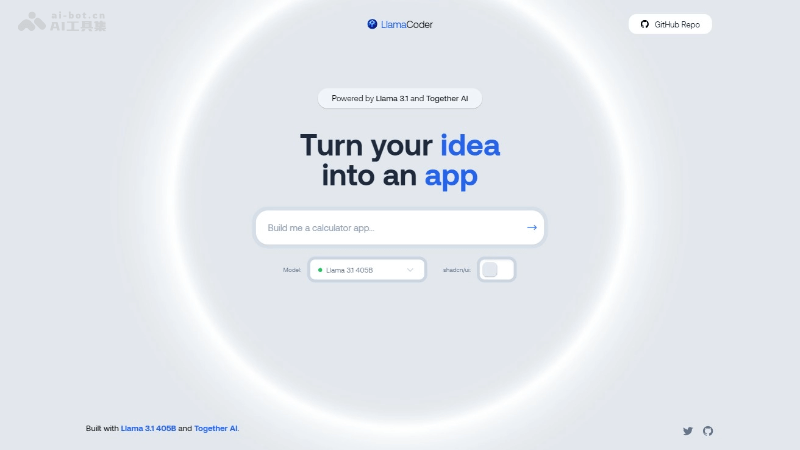 ai-bot.cn
AI工具集
LlamaCoder
GitHub Repo
Powered by Llama 3.1 and Together AI
Turn your idea
into an app
Build me a calculator app...
Model:
Llama 3.1 405B
shadcn/ui:
Built with Llama 3.1 405B and Together AI.